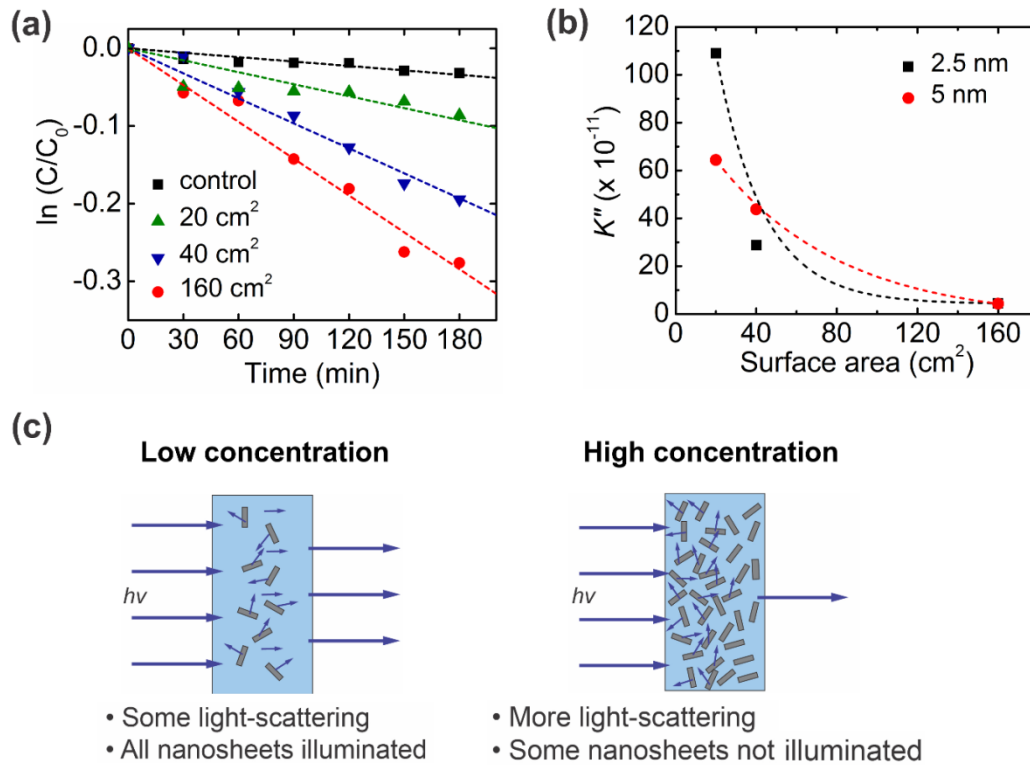 (a)
0.0
-0.1
-0.2
-0.3
ln (C/C₀)
control
20 cm²
40 cm²
160 cm²
0 30 60 90 120 150 180
Time (min)
(b)
120
100
80
60
40
20
0
K″ (x 10⁻¹¹)
2.5 nm
5 nm
0 40 80 120 160
Surface area (cm²)
(c)
Low concentration
hν
• Some light-scattering
• All nanosheets illuminated
High concentration
hν
• More light-scattering
• Some nanosheets not illuminated